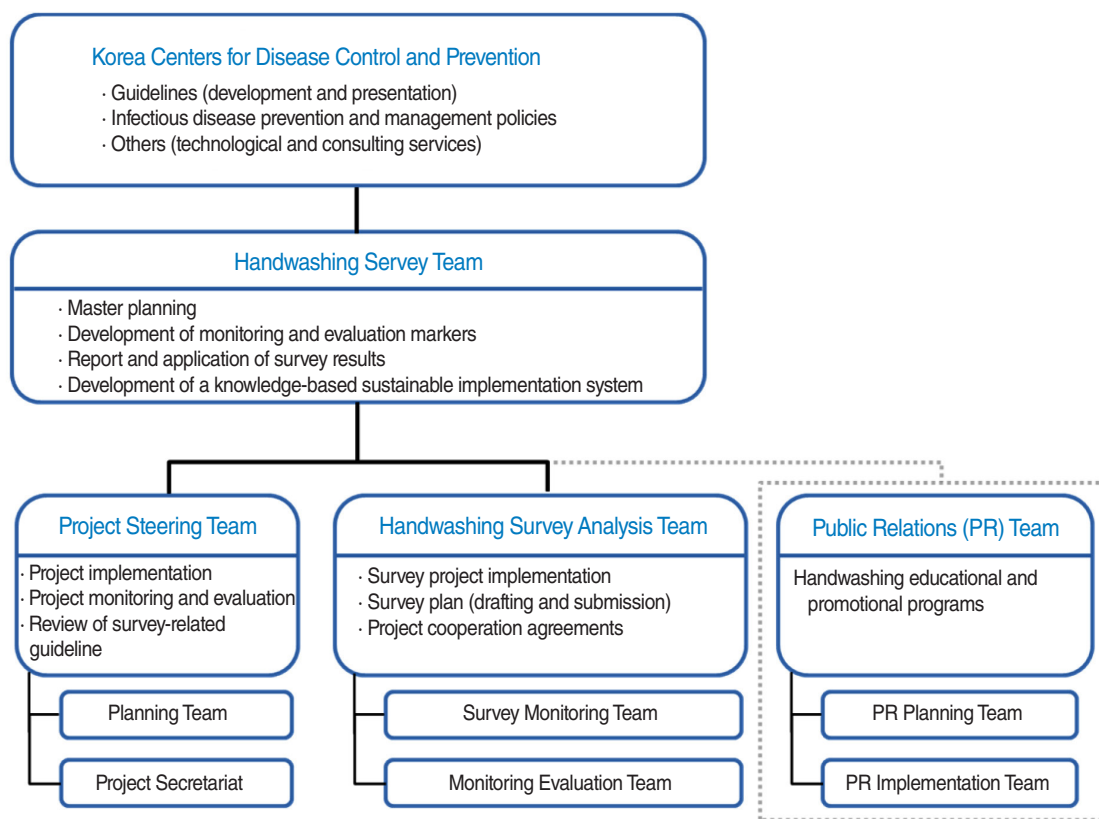 Korea Centers for Disease Control and Prevention
· Guidelines (development and presentation)
· Infectious disease prevention and management policies
· Others (technological and consulting services)
Handwashing Servey Team
· Master planning
· Development of monitoring and evaluation markers
· Report and application of survey results
· Development of a knowledge-based sustainable implementation system
Project Steering Team
· Project implementation
· Project monitoring and evaluation
· Review of survey-related
guideline
Planning Team
Project Secretariat
Handwashing Survey Analysis Team
· Survey project implementation
· Survey plan (drafting and submission)
· Project cooperation agreements
Survey Monitoring Team
Monitoring Evaluation Team
Public Relations (PR) Team
Handwashing educational and
promotional programs
PR Planning Team
PR Implementation Team